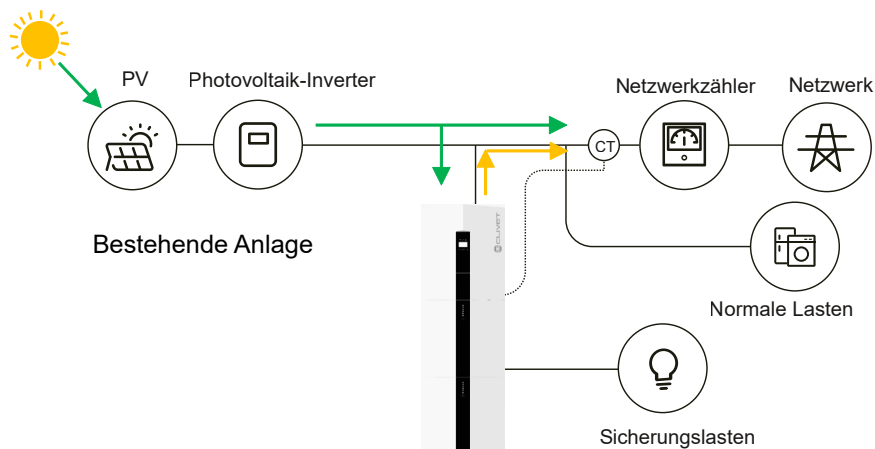 PV
Photovoltaik-Inverter
Netzwerkzähler
Netzwerk
CT
CLIVET
Bestehende Anlage
Normale Lasten
Sicherungslasten